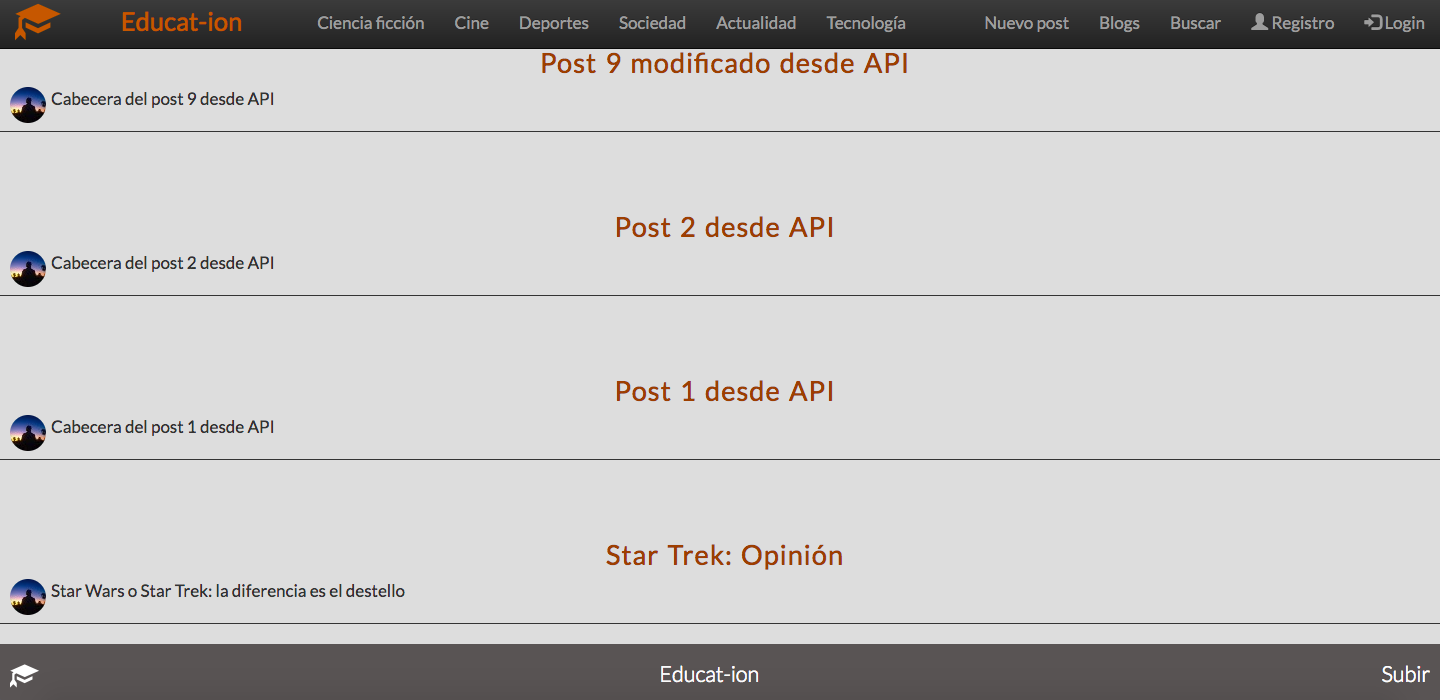 Educat-ion Ciencia ficción Cine Deportes Sociedad Actualidad Tecnología Nuevo post Blogs Buscar Registro Login
Post 9 modificado desde API
Cabecera del post 9 desde API
Post 2 desde API
Cabecera del post 2 desde API
Post 1 desde API
Cabecera del post 1 desde API
Star Trek: Opinión
Star Wars o Star Trek: la diferencia es el destello
Educat-ion Subir